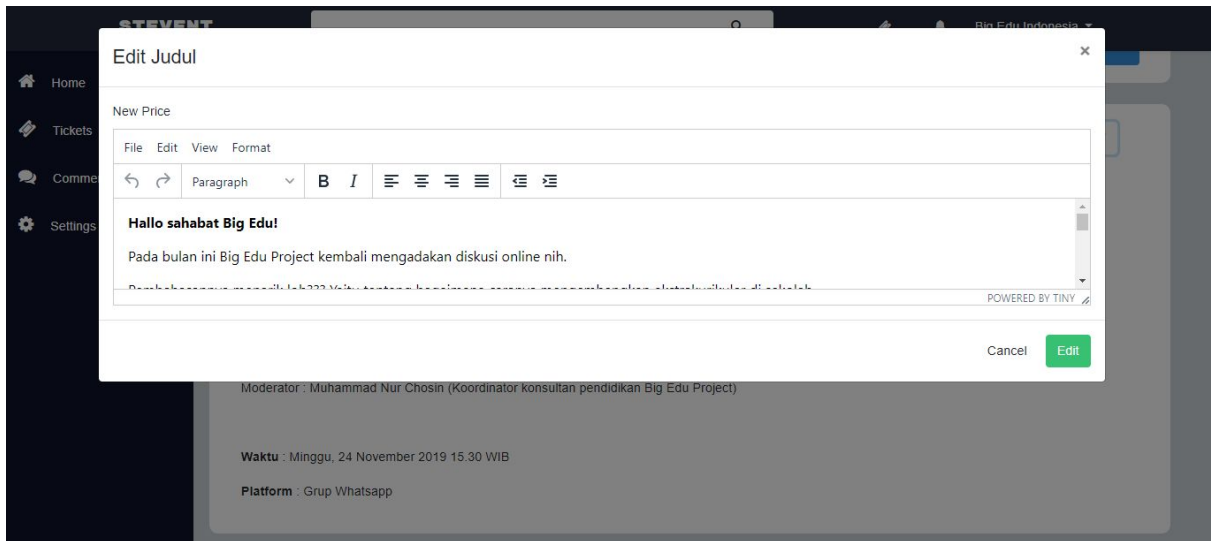 STEVENT
Big Edu Indonesia
Edit Judul
×
Home
New Price
Tickets
File Edit View Format
Paragraph B I
Settings
Hallo sahabat Big Edu!
Pada bulan ini Big Edu Project kembali mengadakan diskusi online nih.
POWERED BY TINY
Cancel Edit
Moderator : Muhammad Nur Chosin (Koordinator konsultan pendidikan Big Edu Project)
Waktu : Minggu, 24 November 2019 15.30 WIB
Platform : Grup Whatsapp